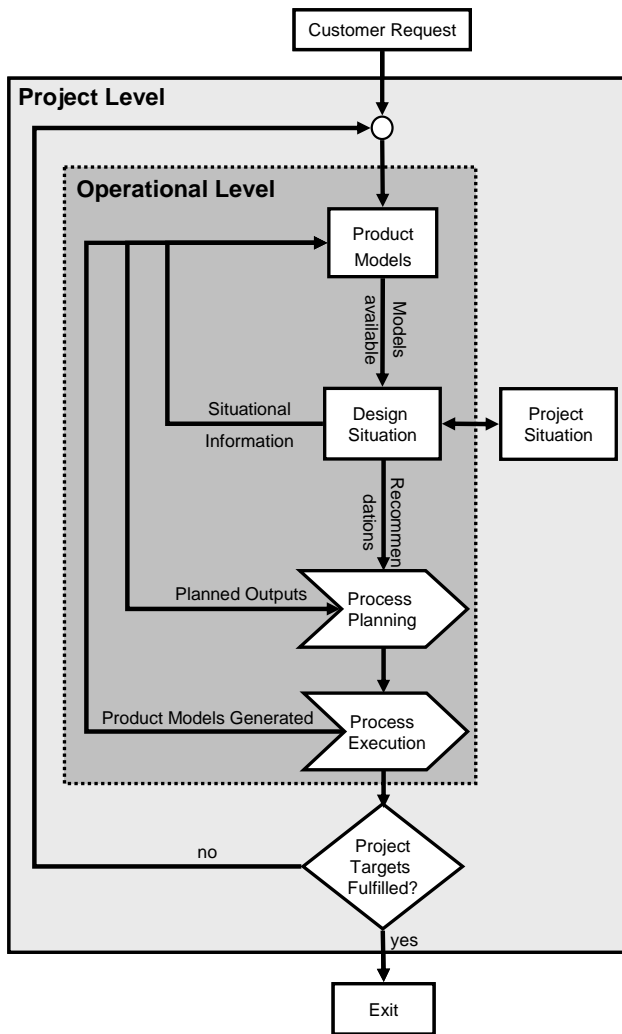 Customer Request
Project Level
Operational Level
Product
Models
Models
available
Situational
Information
Design
Situation
Project
Situation
Recommen
dations
Planned Outputs
Process
Planning
Product Models Generated
Process
Execution
no
Project
Targets
Fulfilled?
yes
Exit